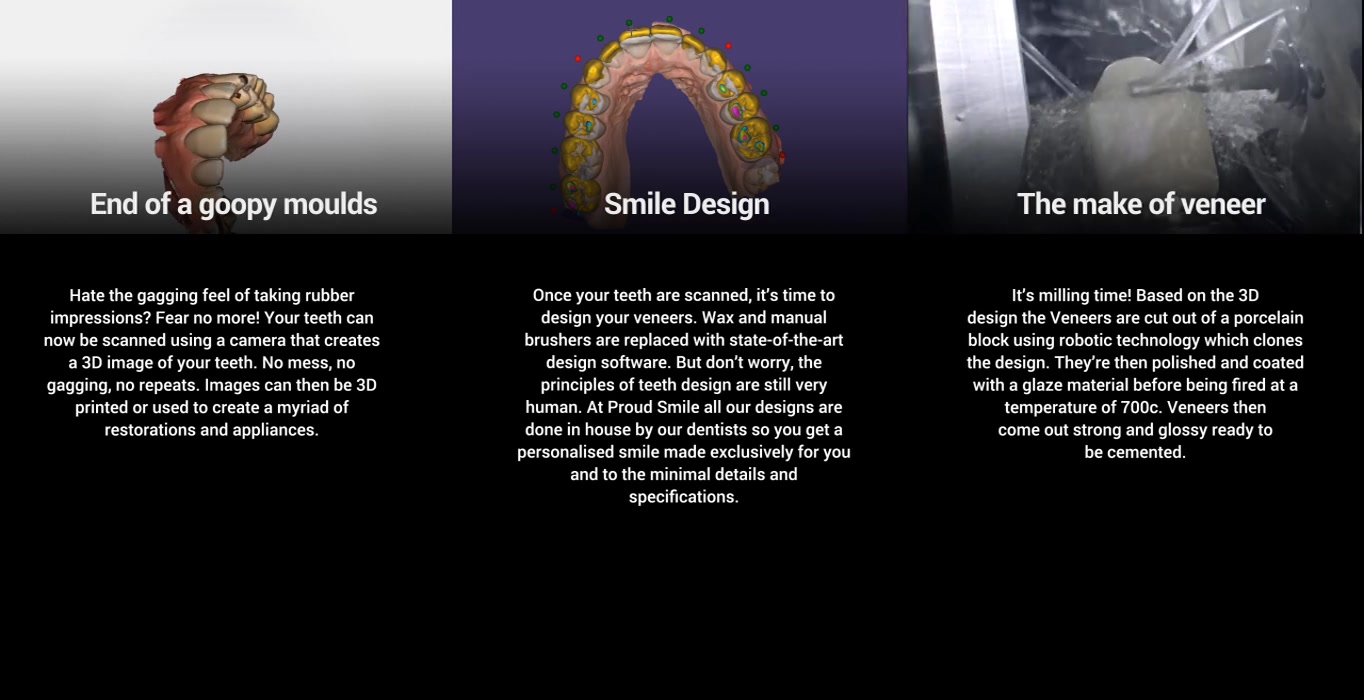 End of a goopy moulds
Hate the gagging feel of taking rubber
impressions? Fear no more! Your teeth can
now be scanned using a camera that creates
a 3D image of your teeth. No mess, no
gagging, no repeats. Images can then be 3D
printed or used to create a myriad of
restorations and appliances.
Smile Design
Once your teeth are scanned, it’s time to
design your veneers. Wax and manual
brushers are replaced with state-of-the-art
design software. But don’t worry, the
principles of teeth design are still very
human. At Proud Smile all our designs are
done in house by our dentists so you get a
personalised smile made exclusively for you
and to the minimal details and
specifications.
The make of veneer
It’s milling time! Based on the 3D
design the Veneers are cut out of a porcelain
block using robotic technology which clones
the design. They’re then polished and coated
with a glaze material before being fired at a
temperature of 700c. Veneers then
come out strong and glossy ready to
be cemented.